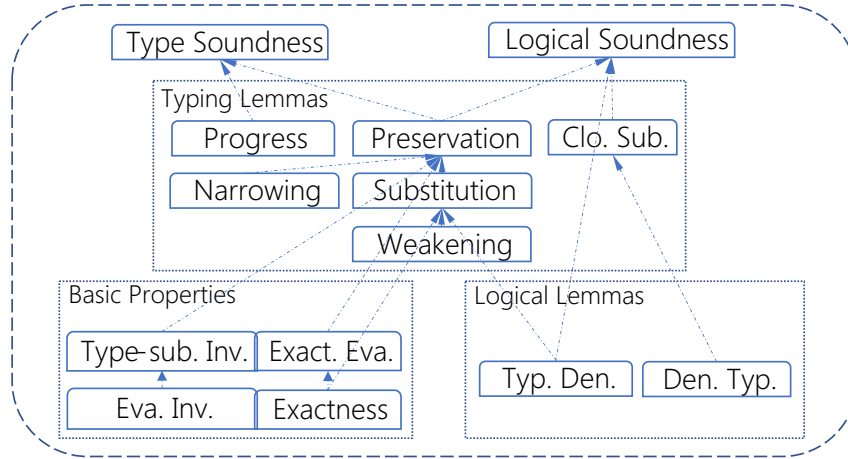 Type Soundness
Logical Soundness
Typing Lemmas
Progress
Preservation
Clo. Sub.
Narrowing
Substitution
Weakening
Basic Properties
Logical Lemmas
Type-sub. Inv.
Exact. Eva.
Typ. Den.
Den. Typ.
Eva. Inv.
Exactness